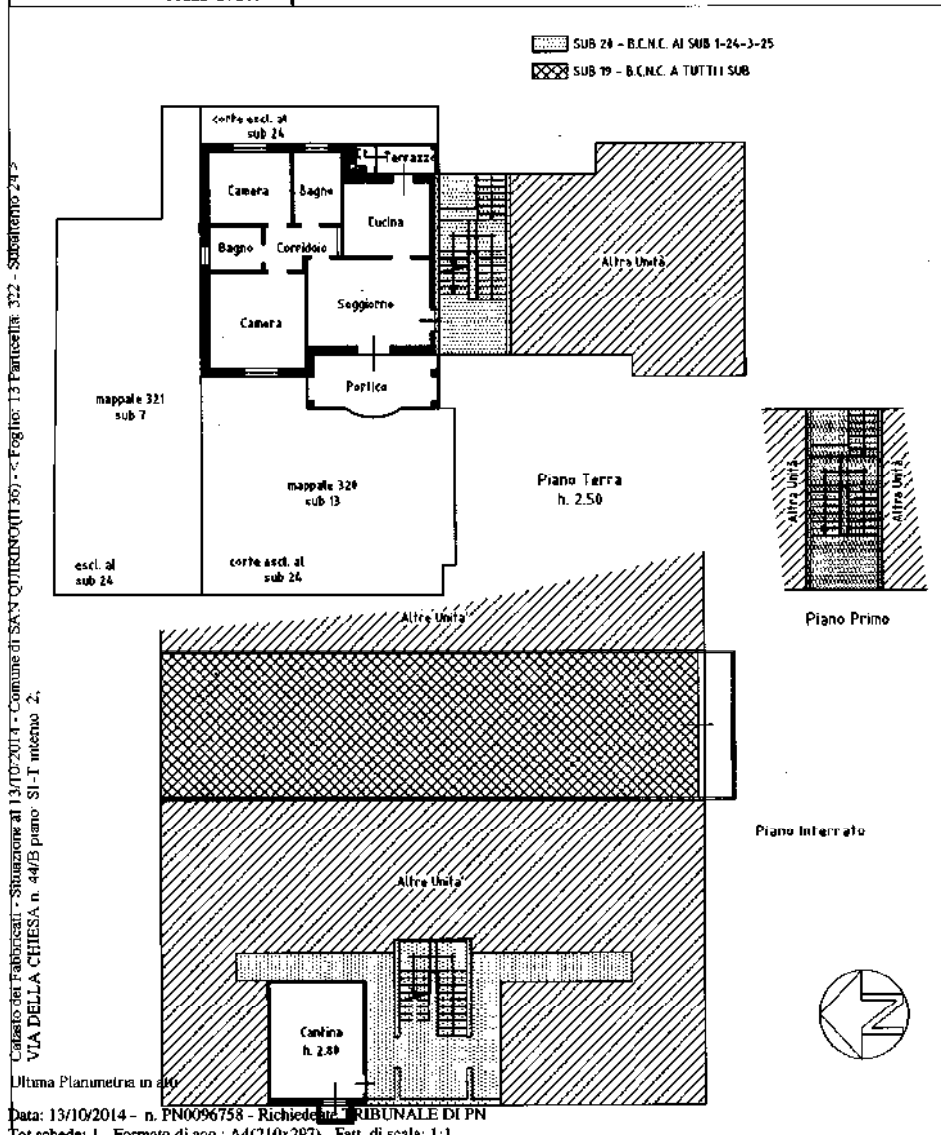 SUB 20 - B.C.N.C. AI SUB 1-24-3-25
SUB 19 - B.C.N.C. A TUTTI I SUB
corte escl. al
sub 24
Terrazzo
Camera
Bagno
Cucina
Bagno
Corridoio
Altra Unità
Soggiorno
Camera
Portico
mappale 321
sub 7
mappale 320
sub 13
Piano Terra
h. 2.50
Altra Unità
Altra Unità
escl. al
sub 24
corte escl. al
sub 24
Piano Primo
Altre Unita'
Piano Interrato
Altre Unita'
Cantina
h. 2.80
N
Catasto dei Fabbricati - Situazione al 13/10/2014 - Comune di SAN QUIRINO(I136) - < Foglio: 13 Particella: 322 - Subalterno 24 >
VIA DELLA CHIESA n. 44/B piano: S1-T interno 2;
Ultima Planimetria in atti
Data: 13/10/2014 - n. PN0096758 - Richiedente TRIBUNALE DI PN
Tot.schede: 1 - Formato di acq.: A4(210x297) - Fatt. di scala: 1:1